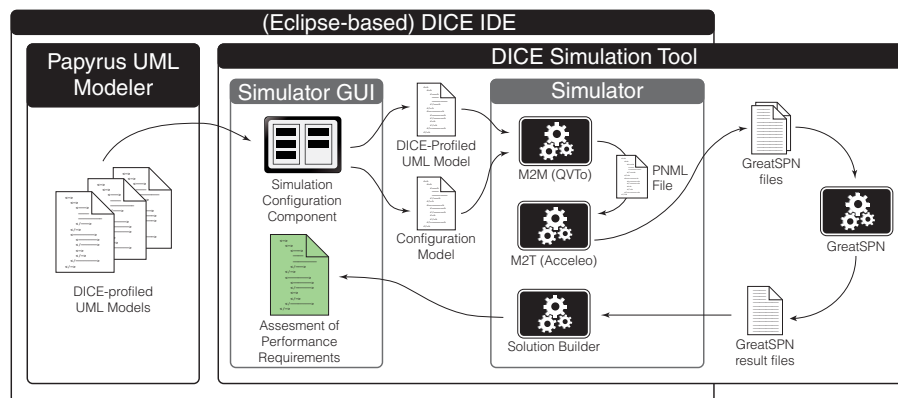 (Eclipse-based) DICE IDE
Papyrus UML
Modeler
DICE-profiled
UML Models
DICE Simulation Tool
Simulator GUI
Simulation
Configuration
Component
Assesment of
Performance
Requirements
DICE-Profiled
UML Model
Configuration
Model
Simulator
M2M (QVTo)
PNML
File
M2T (Acceleo)
Solution Builder
GreatSPN
files
GreatSPN
GreatSPN
result files